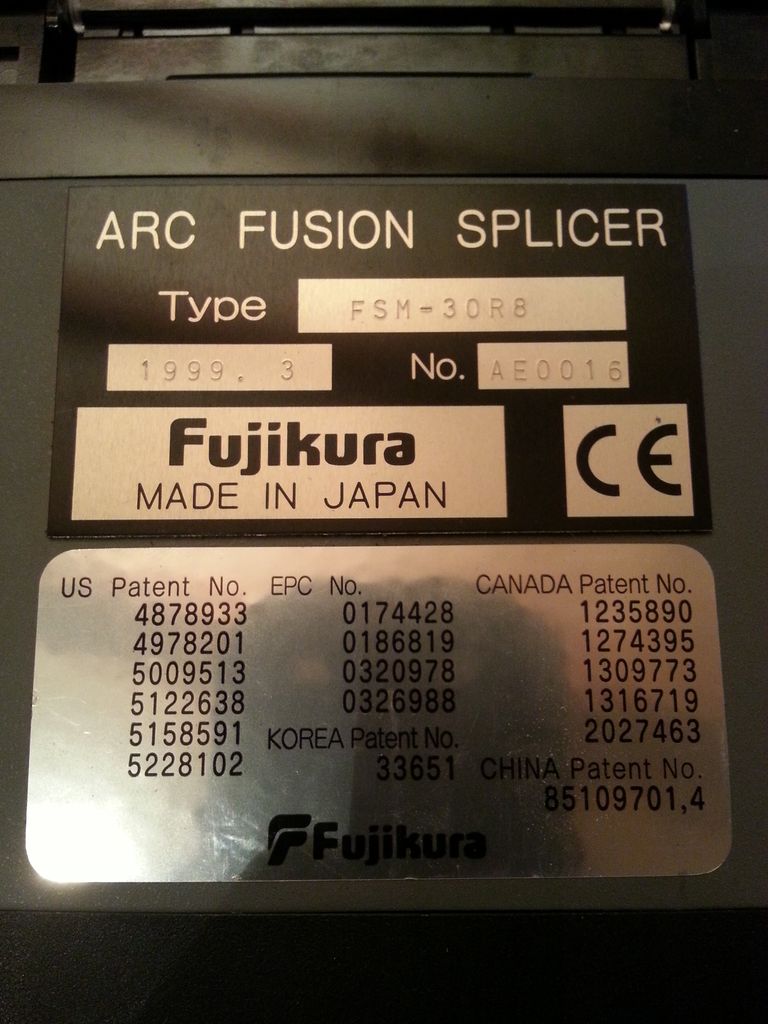 ARC FUSION SPLICER
Type FSM-30R8
1999. 3 No. AE0016
Fujikura
MADE IN JAPAN
CE
US Patent No. EPC No. CANADA Patent No.
4878933 0174428 1235890
4978201 0186819 1274395
5009513 0320978 1309773
5122638 0326988 1316719
5158591 KOREA Patent No. 2027463
5228102 33651 CHINA Patent No.
85109701,4
Fujikura